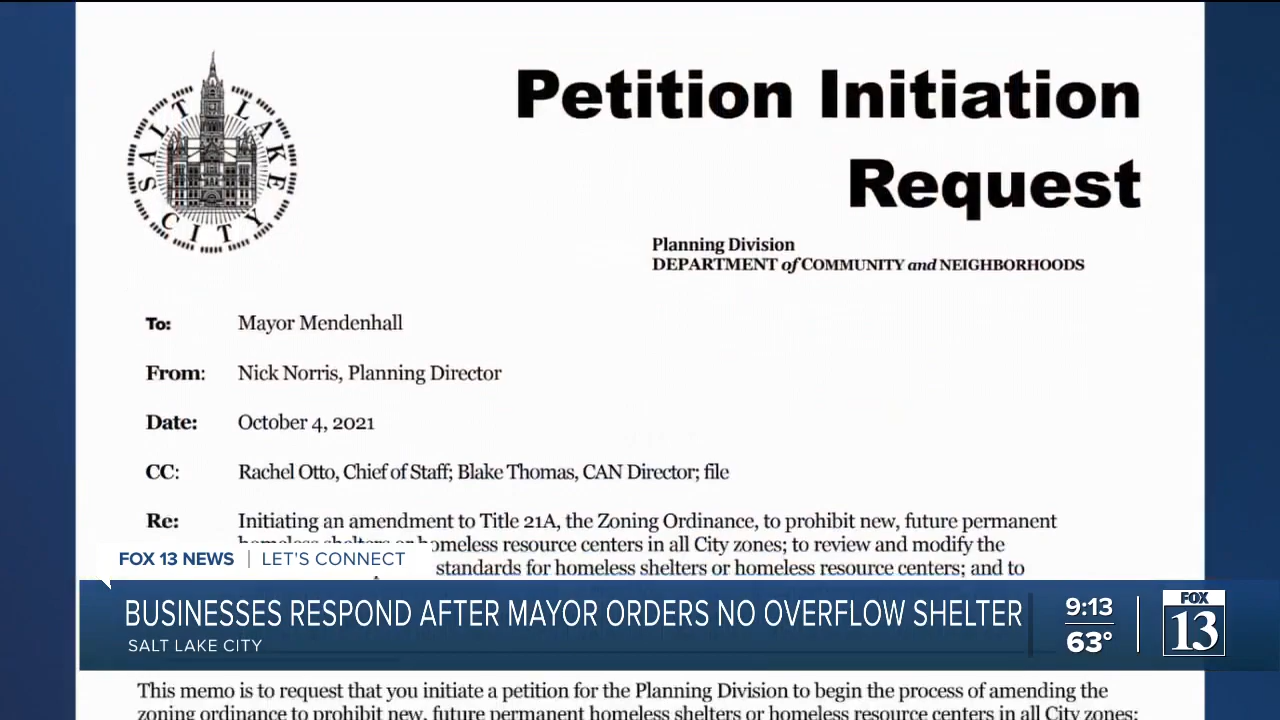 SALT LAKE CITY
Petition Initiation
Request
Planning Division
DEPARTMENT of COMMUNITY and NEIGHBORHOODS
To: Mayor Mendenhall
From: Nick Norris, Planning Director
Date: October 4, 2021
CC: Rachel Otto, Chief of Staff; Blake Thomas, CAN Director; file
Re: Initiating an amendment to Title 21A, the Zoning Ordinance, to prohibit new, future permanent
homeless shelters or homeless resource centers in all City zones; to review and modify the
standards for homeless shelters or homeless resource centers; and to
FOX 13 NEWS | LET'S CONNECT
BUSINESSES RESPOND AFTER MAYOR ORDERS NO OVERFLOW SHELTER
SALT LAKE CITY
9:13
63°
FOX
13
This memo is to request that you initiate a petition for the Planning Division to begin the process of amending the
zoning ordinance to prohibit new, future permanent homeless shelters or homeless resource centers in all City zones;